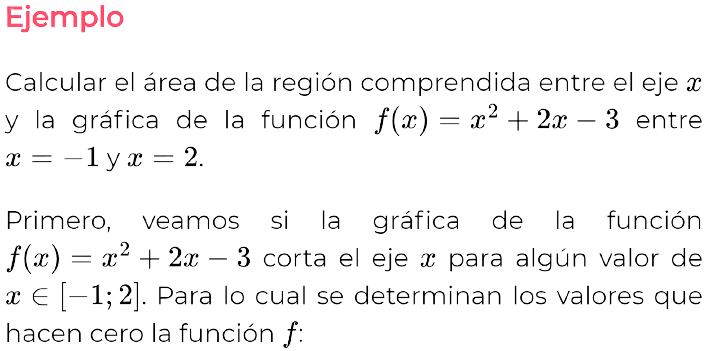 Ejemplo
Calcular el área de la región comprendida entre el eje x
y la gráfica de la función f(x) = x² + 2x − 3 entre
x = −1 y x = 2.
Primero, veamos si la gráfica de la función
f(x) = x² + 2x − 3 corta el eje x para algún valor de
x ∈ [−1; 2]. Para lo cual se determinan los valores que
hacen cero la función f: